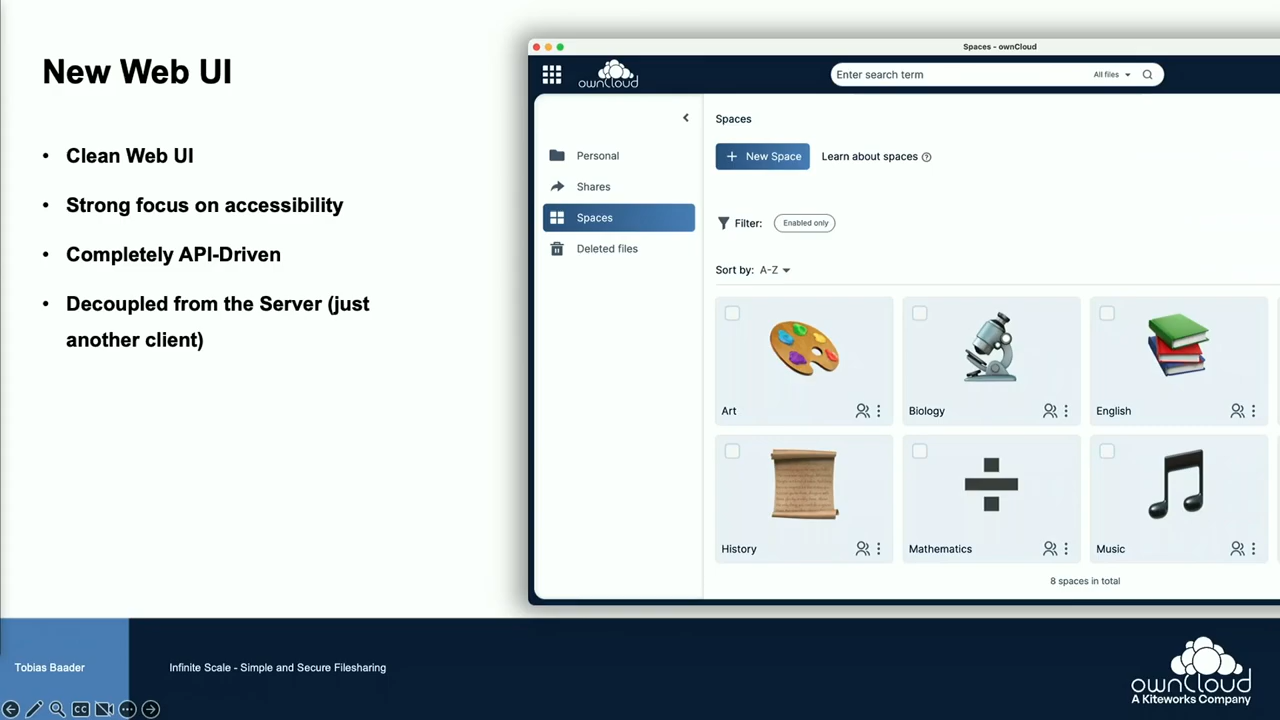 New Web UI
• Clean Web UI
• Strong focus on accessibility
• Completely API-Driven
• Decoupled from the Server (just
another client)
Spaces - ownCloud
ownCloud
Enter search term
All files
Personal
Shares
Spaces
Deleted files
Spaces
+ New Space
Learn about spaces
Filter:
Enabled only
Sort by: A-Z
Art
Biology
English
History
Mathematics
Music
8 spaces in total
Tobias Baader
Infinite Scale - Simple and Secure Filesharing
ownCloud
A Kiteworks Company
CC